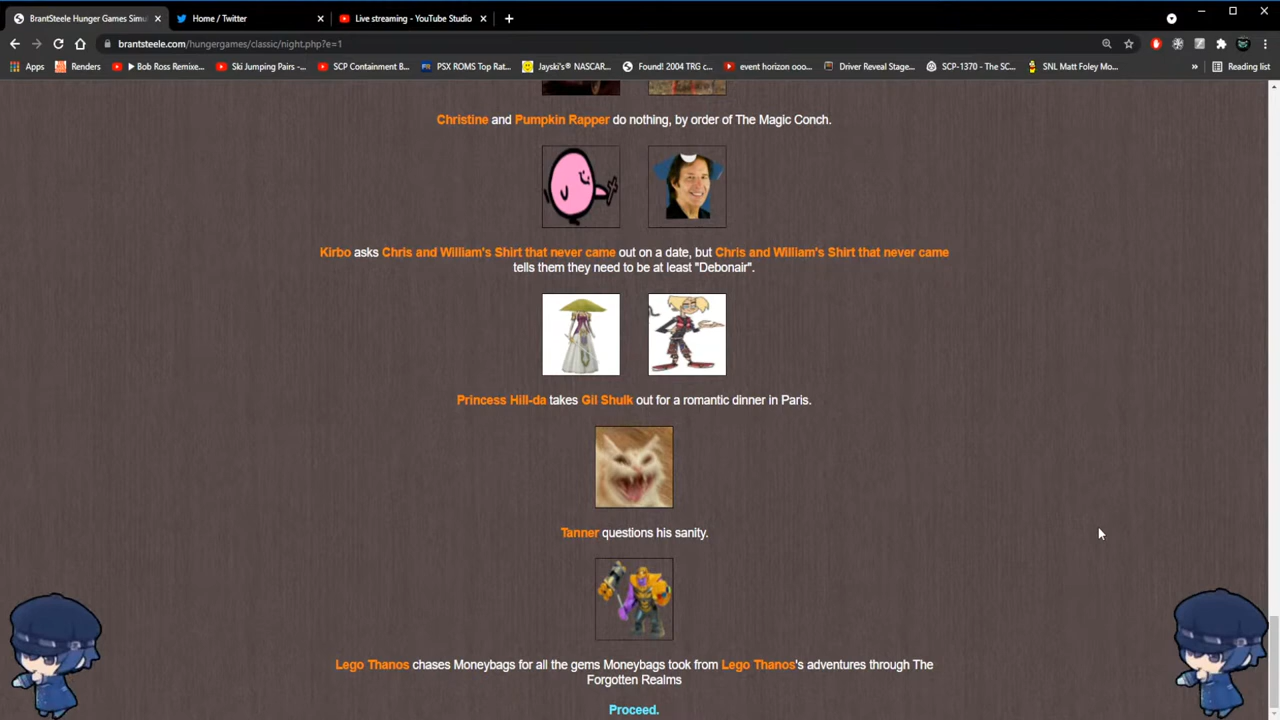 BrantSteele Hunger Games Simu
Home / Twitter
Live streaming - YouTube Studio
brantsteele.com/hungergames/classic/night.php?e=1
Apps
Renders
Bob Ross Remixe...
Ski Jumping Pairs -...
SCP Containment B...
PSX ROMS Top Rat...
Jayski's® NASCAR...
Found! 2004 TRG c...
event horizon ooo...
Driver Reveal Stage...
SCP-1370 - The SC...
SNL Matt Foley Mo...
»
Reading list
Christine and Pumpkin Rapper do nothing, by order of The Magic Conch.
Kirbo asks Chris and William's Shirt that never came out on a date, but Chris and William's Shirt that never came
tells them they need to be at least "Debonair".
Princess Hill-da takes Gil Shulk out for a romantic dinner in Paris.
Tanner questions his sanity.
Lego Thanos chases Moneybags for all the gems Moneybags took from Lego Thanos's adventures through The
Forgotten Realms
Proceed.